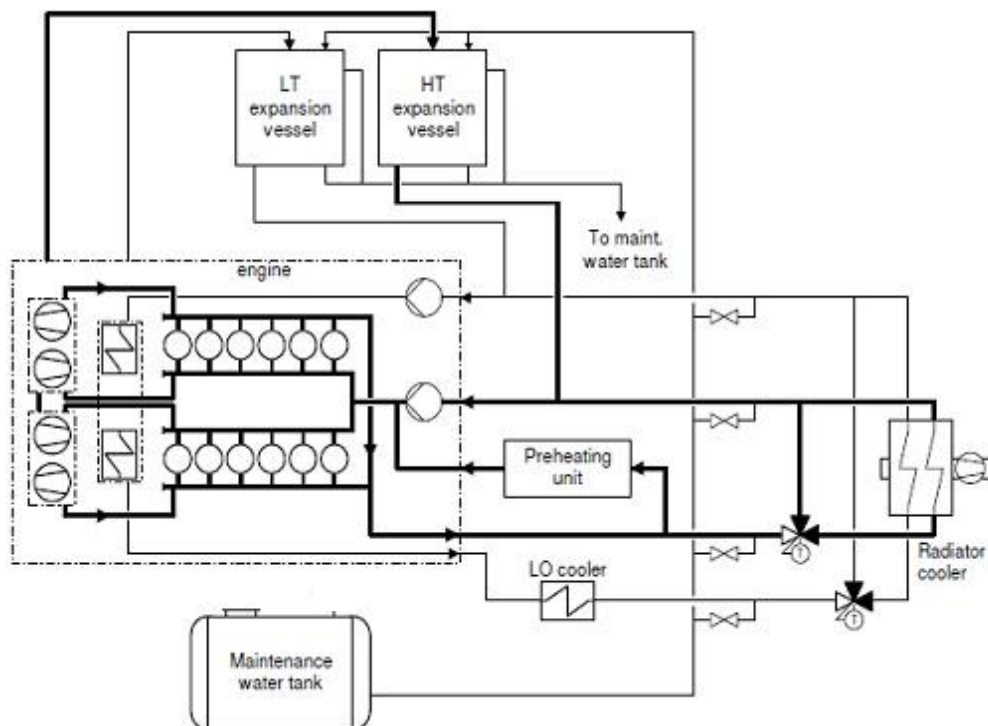 LT
expansion
vessel
HT
expansion
vessel
To maint.
water tank
engine
Preheating
unit
Radiator
cooler
T
LO cooler
T
Maintenance
water tank